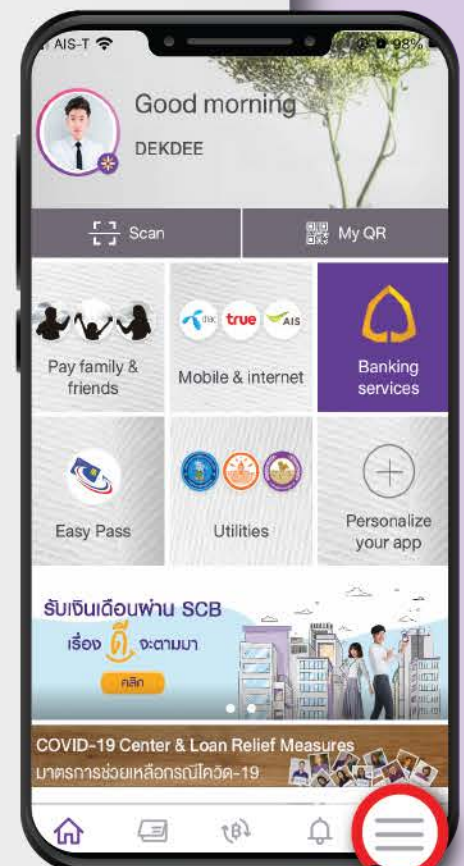 AIS-T
98%
Good morning
DEKDEE
Scan
My QR
Pay family &
friends
dtac
true
AIS
Mobile & internet
Banking
services
Easy Pass
Utilities
Personalize
your app
รับเงินเดือนผ่าน SCB
เรื่อง ดี จะตามมา
คลิก
COVID-19 Center & Loan Relief Measures
มาตรการช่วยเหลือกรณีโควิด-19